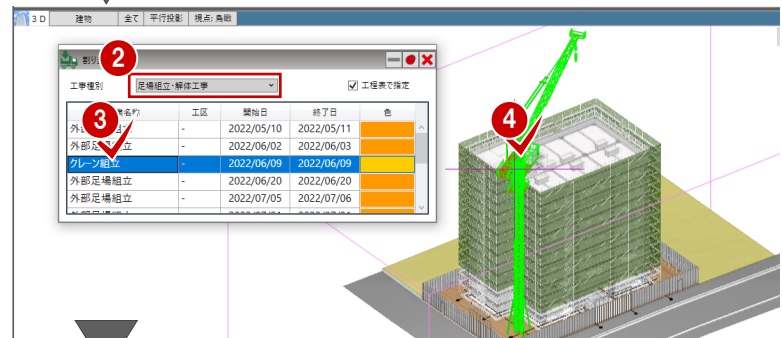 3D 建物 全て 平行投影 視点:鳥瞰
割り
2
工事種別 足場組立・解体工事 工程表で指定
名称 工区 開始日 終了日 色
3
4
外部 組立 - 2022/05/10 2022/05/11
外部足場組立 - 2022/06/02 2022/06/03
クレーン組立 - 2022/06/09 2022/06/09
外部足場組立 - 2022/06/20 2022/06/20
外部足場組立 - 2022/07/05 2022/07/06